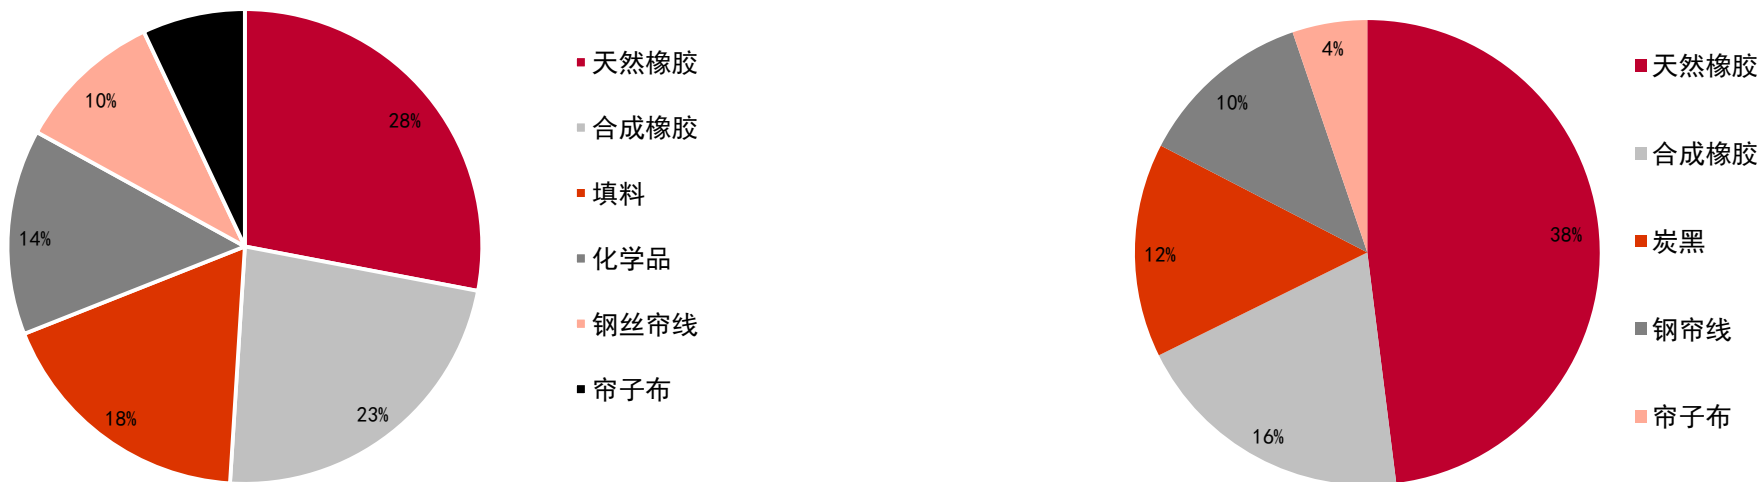 28%
23%
18%
14%
10%
天然橡胶
合成橡胶
填料
化学品
钢丝帘线
帘子布
38%
16%
12%
10%
4%
天然橡胶
合成橡胶
炭黑
钢帘线
帘子布